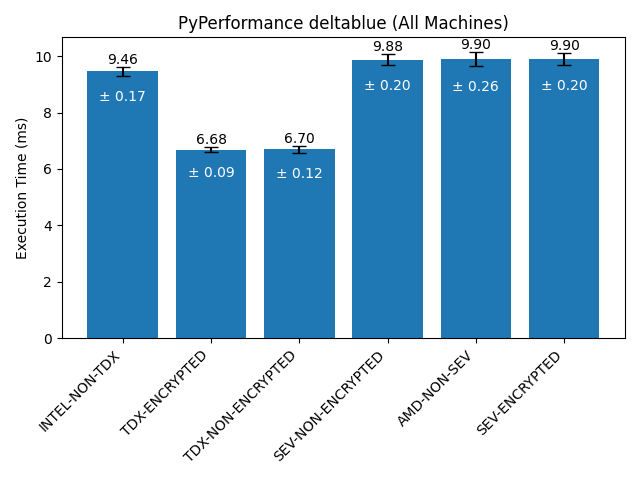 PyPerformance deltablue (All Machines)
Execution Time (ms)
10
8
6
4
2
0
9.46
± 0.17
6.68
± 0.09
6.70
± 0.12
9.88
± 0.20
9.90
± 0.26
9.90
± 0.20
INTEL-NON-TDX
TDX-ENCRYPTED
TDX-NON-ENCRYPTED
SEV-NON-ENCRYPTED
AMD-NON-SEV
SEV-ENCRYPTED